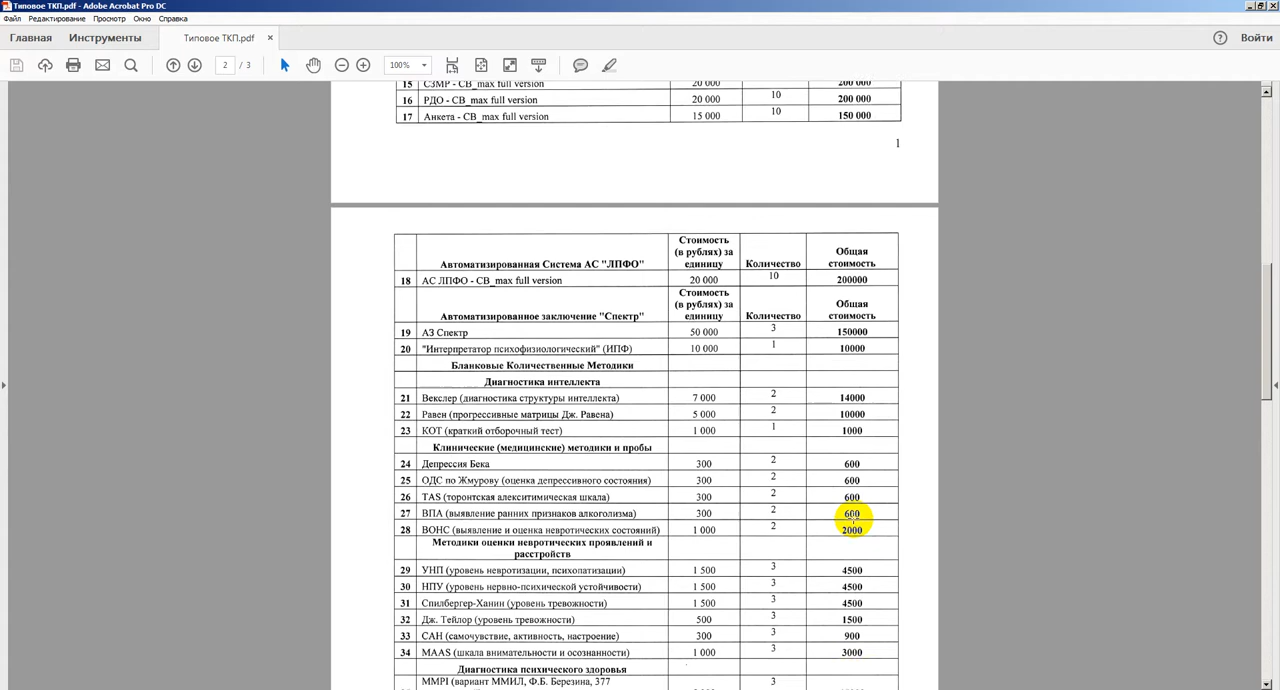 Типовое ТКП.pdf - Adobe Acrobat Pro DC
Файл Редактирование Просмотр Окно Справка
Главная Инструменты Типовое ТКП.pdf × Войти
2 / 3 100%
15 СЗМР - CB_max full version 20 000 200 000
16 РДО - CB_max full version 20 000 10 200 000
17 Анкета - CB_max full version 15 000 10 150 000
1
Автоматизированная Система АС "ЛПФО" Стоимость (в рублях) за единицу Количество Общая стоимость
18 АС ЛПФО - CB_max full version 20 000 10 200000
Автоматизированное заключение "Спектр" Стоимость (в рублях) за единицу Количество Общая стоимость
19 АЗ Спектр 50 000 3 150000
20 "Интерпретатор психофизиологический" (ИПФ) 10 000 1 10000
Бланковые Количественные Методики
Диагностика интеллекта
21 Векслер (диагностика структуры интеллекта) 7 000 2 14000
22 Равен (прогрессивные матрицы Дж. Равена) 5 000 2 10000
23 КОТ (краткий отборочный тест) 1 000 1 1000
Клинические (медицинские) методики и пробы
24 Депрессия Бека 300 2 600
25 ОДС по Жмурову (оценка депрессивного состояния) 300 2 600
26 TAS (торонтская алекситимическая шкала) 300 2 600
27 ВПА (выявление ранних признаков алкоголизма) 300 2 600
28 ВОНС (выявление и оценка невротических состояний) 1 000 2 2000
Методики оценки невротических проявлений и
расстройств
29 УНП (уровень невротизации, психопатизации) 1 500 3 4500
30 НПУ (уровень нервно-психической устойчивости) 1 500 3 4500
31 Спилбергер-Ханин (уровень тревожности) 1 500 3 4500
32 Дж. Тейлор (уровень тревожности) 500 3 1500
33 САН (самочувствие, активность, настроение) 300 3 900
34 MAAS (шкала внимательности и осознанности) 1 000 3 3000
Диагностика психического здоровья
MMPI (вариант ММИЛ, Ф.Б. Березина, 377 3